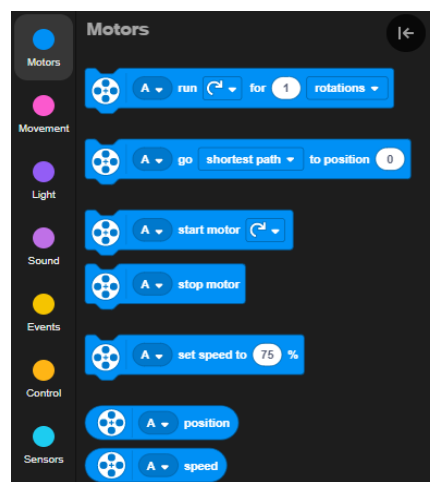 Motors
Motors
Movement
Light
Sound
Events
Control
Sensors
A run for 1 rotations
A go shortest path to position 0
A start motor
A stop motor
A set speed to 75 %
A position
A speed